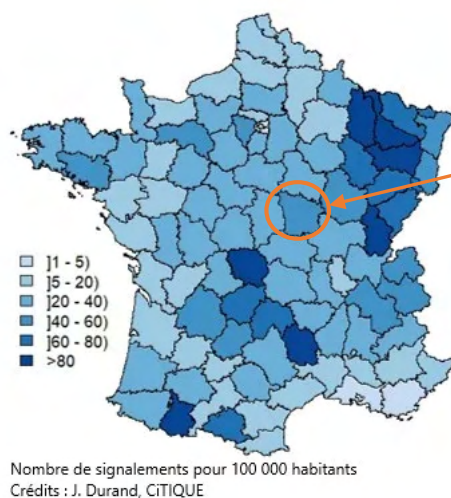 ]1 - 5)
]5 - 20)
]20 - 40)
]40 - 60)
]60 - 80)
>80
Nombre de signalements pour 100 000 habitants
Crédits : J. Durand, CiTIQUE